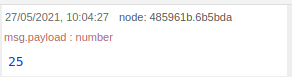 27/05/2021, 10:04:27 node: 485961b.6b5bda
msg.payload : number
25